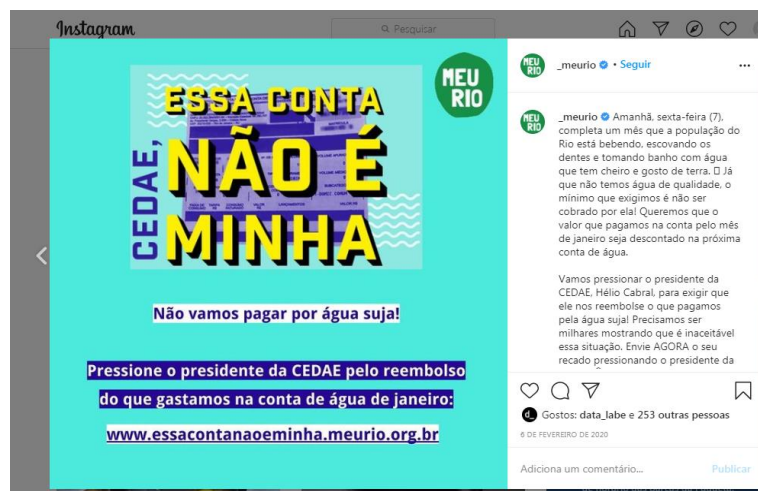 Instagram
Pesquisar
MEU
RIO
ESSA CONTA
CEDAE,
NÃO É
MINHA
Não vamos pagar por água suja!
Pressione o presidente da CEDAE pelo reembolso
do que gastamos na conta de água de janeiro:
www.essacontanaoeminha.meurio.org.br
MEU
RIO
_meurio • Seguir
MEU
RIO
_meurio Amanhã, sexta-feira (7),
completa um mês que a população do
Rio está bebendo, escovando os
dentes e tomando banho com água
que tem cheiro e gosto de terra. Já
que não temos água de qualidade, o
mínimo que exigimos é não ser
cobrado por ela! Queremos que o
valor que pagamos na conta pelo mês
de janeiro seja descontado na próxima
conta de água.
Vamos pressionar o presidente da
CEDAE, Hélio Cabral, para exigir que
ele nos reembolse o que pagamos
pela água suja! Precisamos ser
milhares mostrando que é inaceitável
essa situação. Envie AGORA o seu
recado pressionando o presidente da
Gostos: data_labe e 253 outras pessoas
6 DE FEVEREIRO DE 2020
Adiciona um comentário...
Publicar